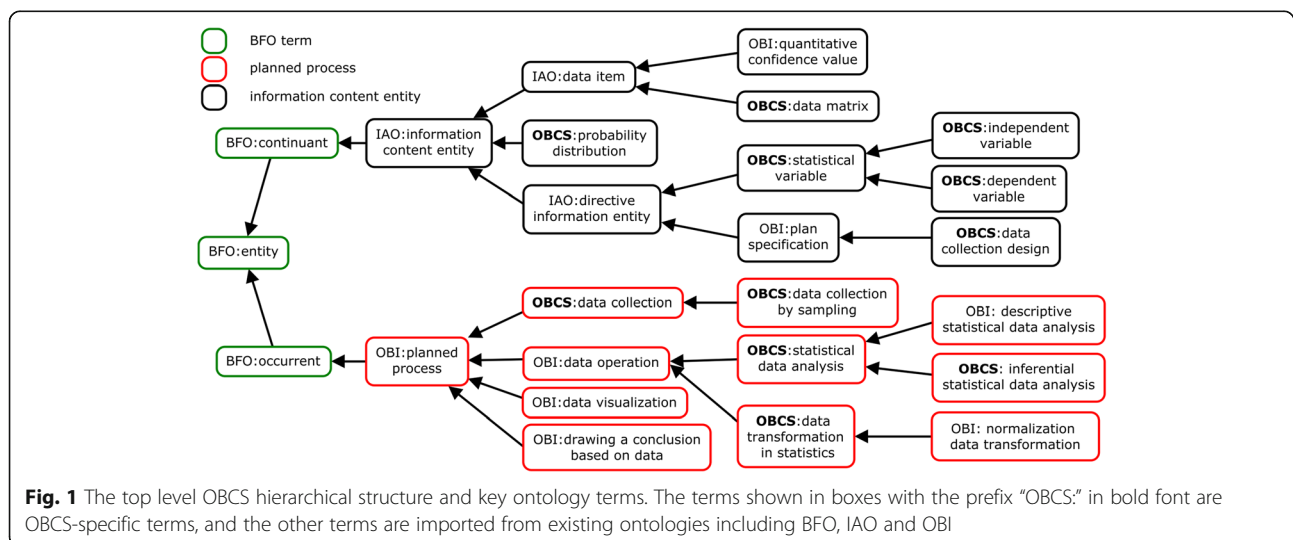 BFO term
planned process
information content entity
OBI:quantitative
confidence value
IAO:data item
OBCS:data matrix
BFO:continuant
IAO:information
content entity
OBCS:probability
distribution
OBCS:statistical
variable
OBCS:independent
variable
OBCS:dependent
variable
IAO:directive
information entity
OBI:plan
specification
OBCS:data
collection design
BFO:entity
OBCS:data collection
OBCS:data collection
by sampling
OBI: descriptive
statistical data analysis
BFO:occurrent
OBI:planned
process
OBI:data operation
OBCS:statistical
data analysis
OBCS: inferential
statistical data analysis
OBI:data visualization
OBI:drawing a conclusion
based on data
OBCS:data
transformation
in statistics
OBI: normalization
data transformation
Fig. 1 The top level OBCS hierarchical structure and key ontology terms. The terms shown in boxes with the prefix “OBCS:” in bold font are
OBCS-specific terms, and the other terms are imported from existing ontologies including BFO, IAO and OBI